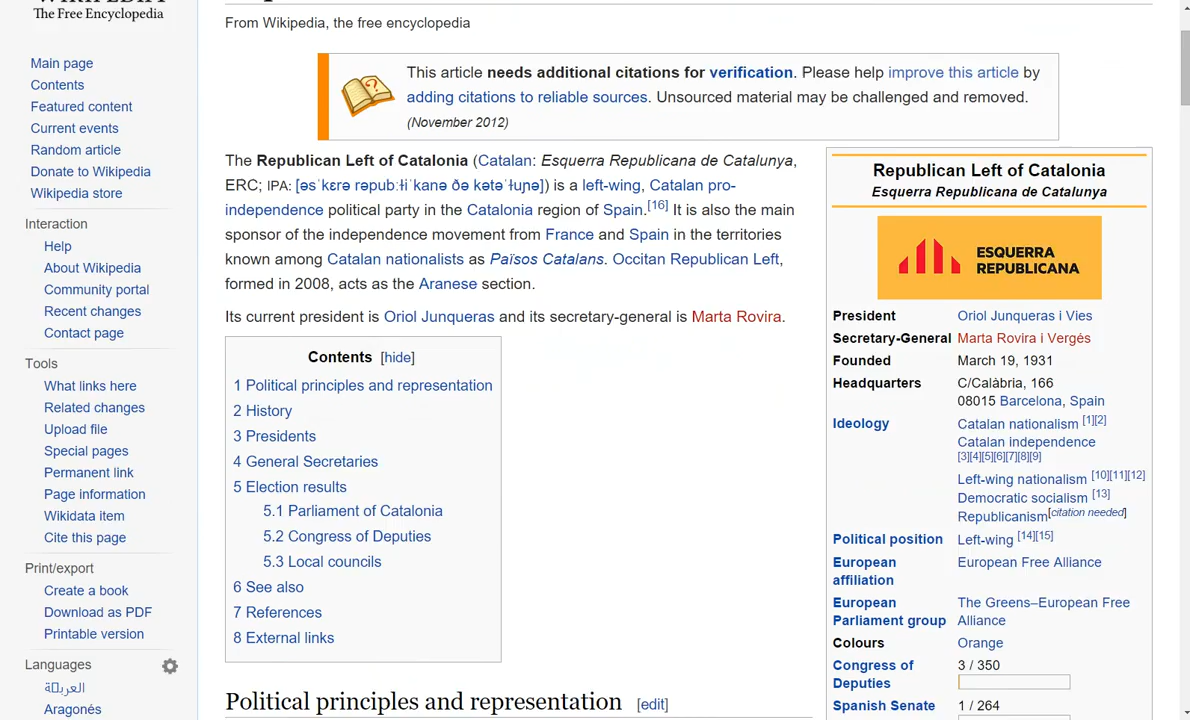 The Free Encyclopedia
Main page
Contents
Featured content
Current events
Random article
Donate to Wikipedia
Wikipedia store
Interaction
Help
About Wikipedia
Community portal
Recent changes
Contact page
Tools
What links here
Related changes
Upload file
Special pages
Permanent link
Page information
Wikidata item
Cite this page
Print/export
Create a book
Download as PDF
Printable version
Languages
Aragonés
From Wikipedia, the free encyclopedia
This article needs additional citations for verification. Please help improve this article by
adding citations to reliable sources. Unsourced material may be challenged and removed.
(November 2012)
The Republican Left of Catalonia (Catalan: Esquerra Republicana de Catalunya,
ERC; IPA: [əsˈkɛrə rəpubːɫiˈkanə ðə kətəˈɫuɲə]) is a left-wing, Catalan pro-
independence political party in the Catalonia region of Spain.[16] It is also the main
sponsor of the independence movement from France and Spain in the territories
known among Catalan nationalists as Països Catalans. Occitan Republican Left,
formed in 2008, acts as the Aranese section.
Its current president is Oriol Junqueras and its secretary-general is Marta Rovira.
Contents [hide]
1 Political principles and representation
2 History
3 Presidents
4 General Secretaries
5 Election results
5.1 Parliament of Catalonia
5.2 Congress of Deputies
5.3 Local councils
6 See also
7 References
8 External links
Political principles and representation [edit]
Republican Left of Catalonia
Esquerra Republicana de Catalunya
ESQUERRA
REPUBLICANA
President Oriol Junqueras i Vies
Secretary-General Marta Rovira i Vergés
Founded March 19, 1931
Headquarters C/Calàbria, 166
08015 Barcelona, Spain
Ideology Catalan nationalism [1][2]
Catalan independence
[3][4][5][6][7][8][9]
Left-wing nationalism [10][11][12]
Democratic socialism [13]
Republicanism[citation needed]
Political position Left-wing [14][15]
European European Free Alliance
affiliation
European The Greens–European Free
Parliament group Alliance
Colours Orange
Congress of 3 / 350
Deputies
Spanish Senate 1 / 264